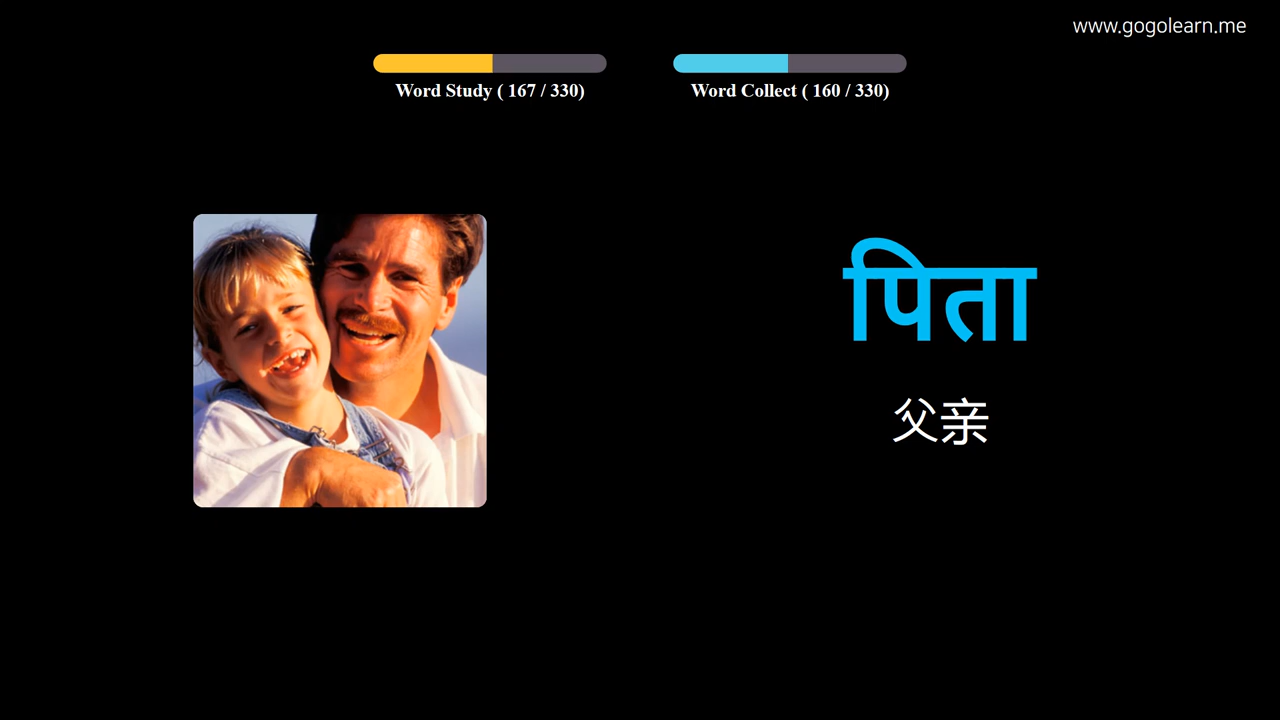 www.gogolearn.me
Word Study ( 167 / 330)
Word Collect ( 160 / 330)
पिता
父亲